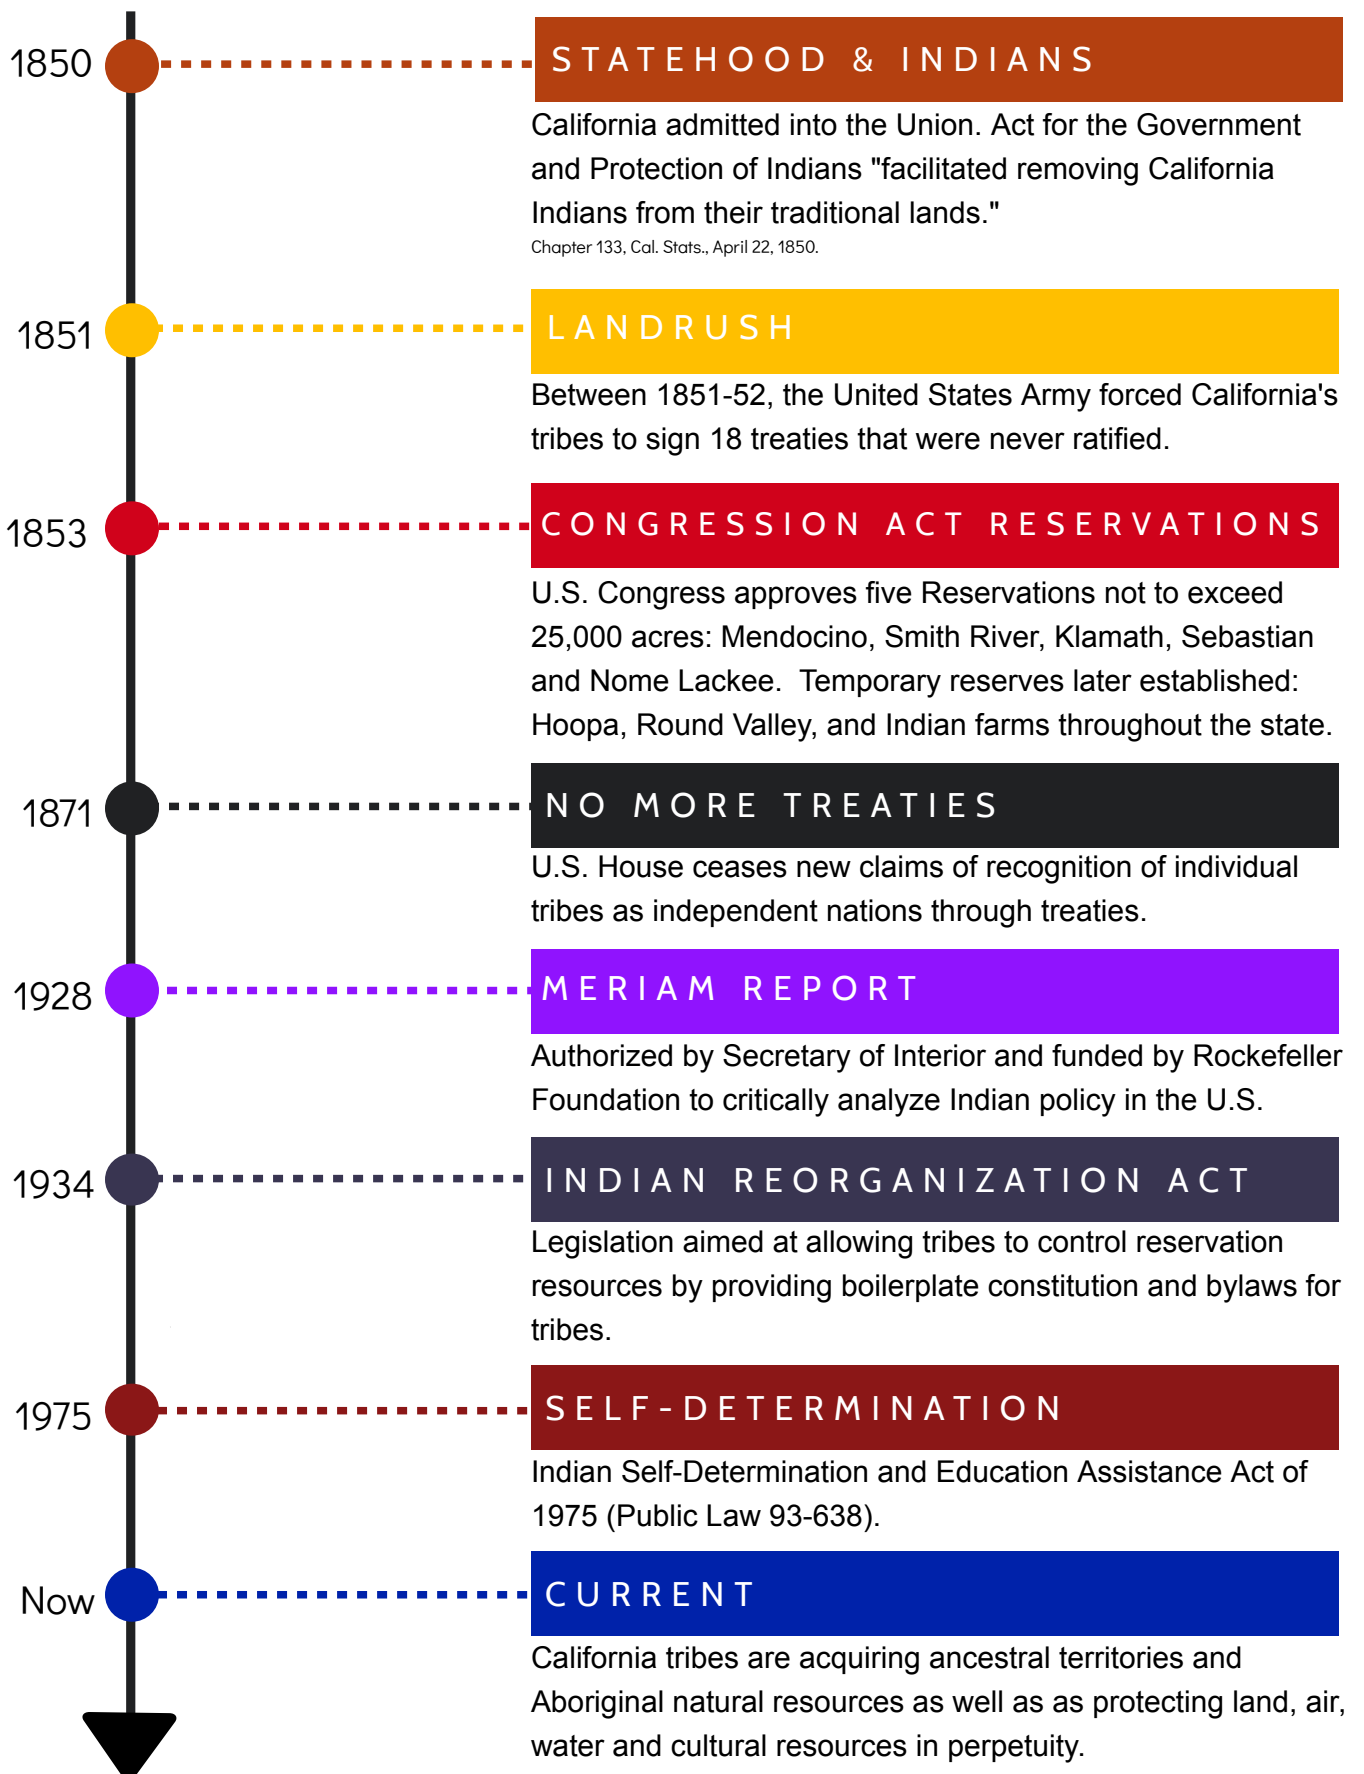 1850
STATEHOOD & INDIANS
California admitted into the Union. Act for the Government
and Protection of Indians "facilitated removing California
Indians from their traditional lands."
Chapter 133, Cal. Stats., April 22, 1850.
1851
LANDRUSH
Between 1851-52, the United States Army forced California's
tribes to sign 18 treaties that were never ratified.
1853
CONGRESSION ACT RESERVATIONS
U.S. Congress approves five Reservations not to exceed
25,000 acres: Mendocino, Smith River, Klamath, Sebastian
and Nome Lackee.  Temporary reserves later established:
Hoopa, Round Valley, and Indian farms throughout the state.
1871
NO MORE TREATIES
U.S. House ceases new claims of recognition of individual
tribes as independent nations through treaties.
1928
MERIAM REPORT
Authorized by Secretary of Interior and funded by Rockefeller
Foundation to critically analyze Indian policy in the U.S.
1934
INDIAN REORGANIZATION ACT
Legislation aimed at allowing tribes to control reservation
resources by providing boilerplate constitution and bylaws for
tribes.
1975
SELF-DETERMINATION
Indian Self-Determination and Education Assistance Act of
1975 (Public Law 93-638).
Now
CURRENT
California tribes are acquiring ancestral territories and
Aboriginal natural resources as well as as protecting land, air,
water and cultural resources in perpetuity.